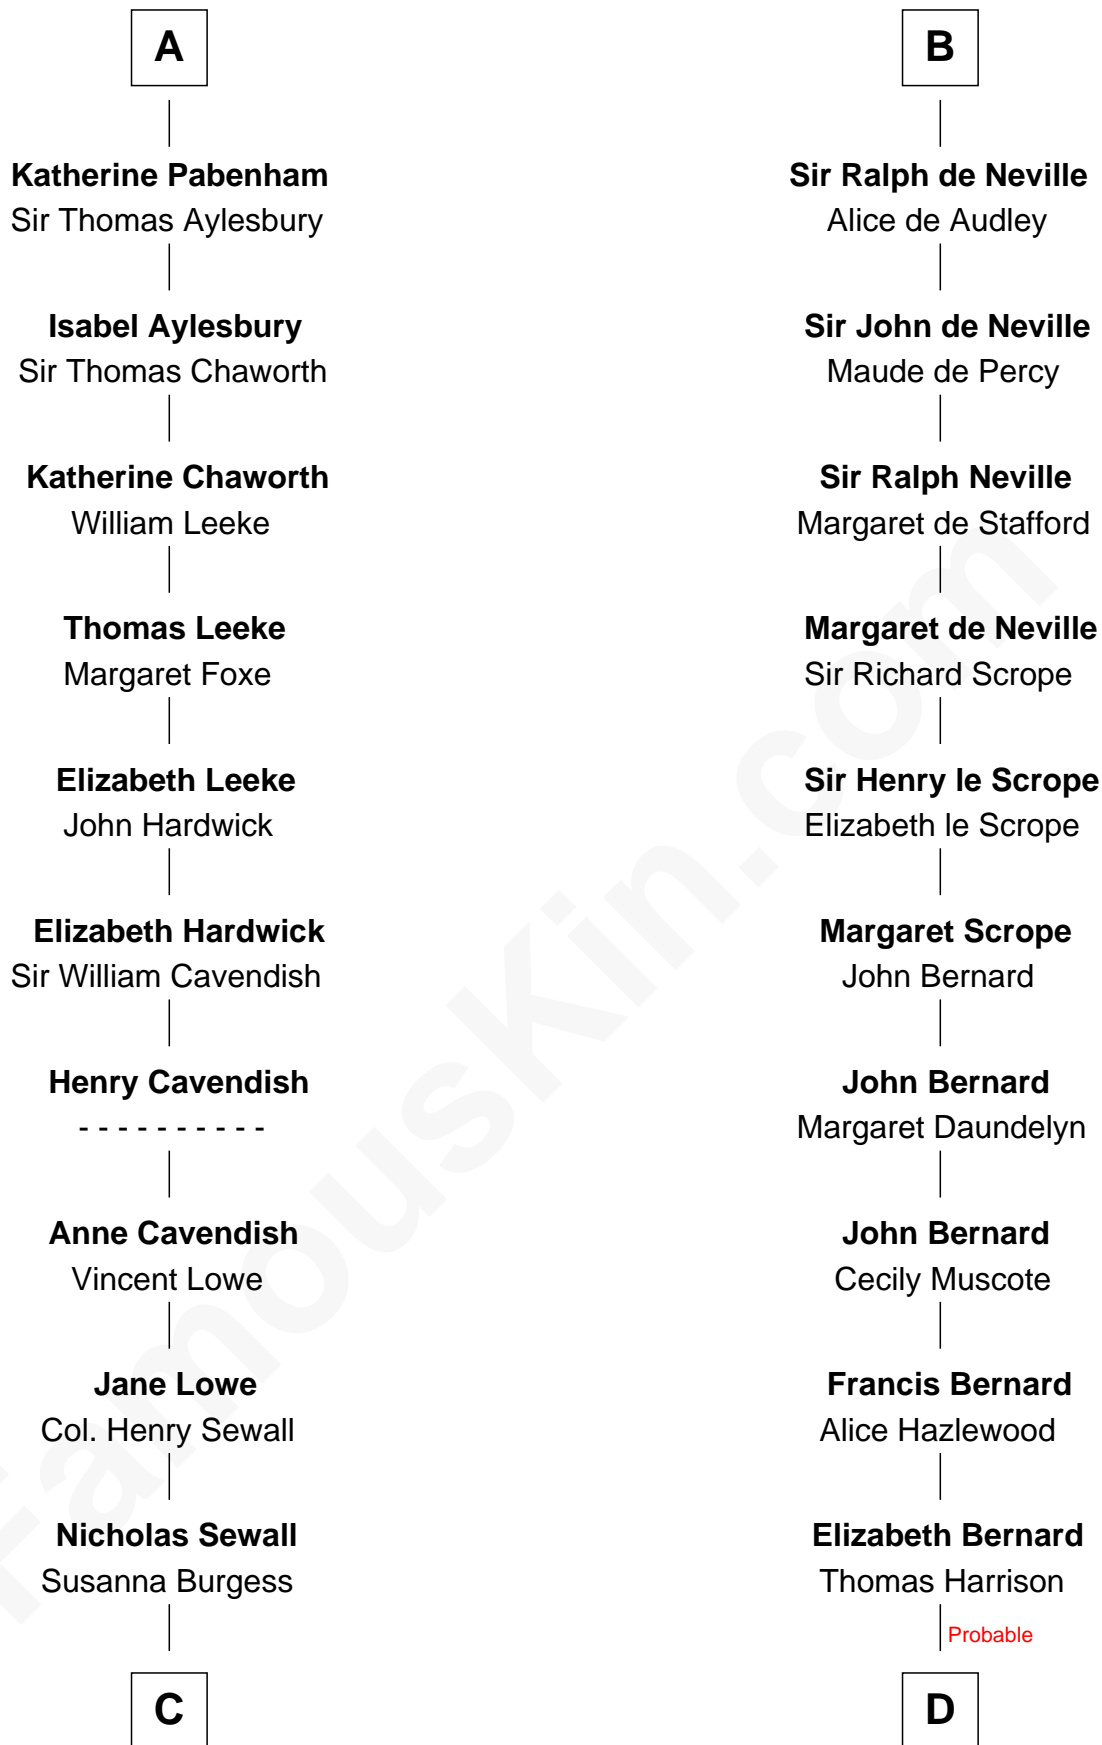 A
Katherine Pabenham
Sir Thomas Aylesbury
Isabel Aylesbury
Sir Thomas Chaworth
Katherine Chaworth
William Leeke
Thomas Leeke
Margaret Foxe
Elizabeth Leeke
John Hardwick
Elizabeth Hardwick
Sir William Cavendish
Henry Cavendish
- - - - - - - - - -
Anne Cavendish
Vincent Lowe
Jane Lowe
Col. Henry Sewall
Nicholas Sewall
Susanna Burgess
C
B
Sir Ralph de Neville
Alice de Audley
Sir John de Neville
Maude de Percy
Sir Ralph Neville
Margaret de Stafford
Margaret de Neville
Sir Richard Scrope
Sir Henry le Scrope
Elizabeth le Scrope
Margaret Scrope
John Bernard
John Bernard
Margaret Daundelyn
John Bernard
Cecily Muscote
Francis Bernard
Alice Hazlewood
Elizabeth Bernard
Thomas Harrison
Probable
D
FamousKin.com